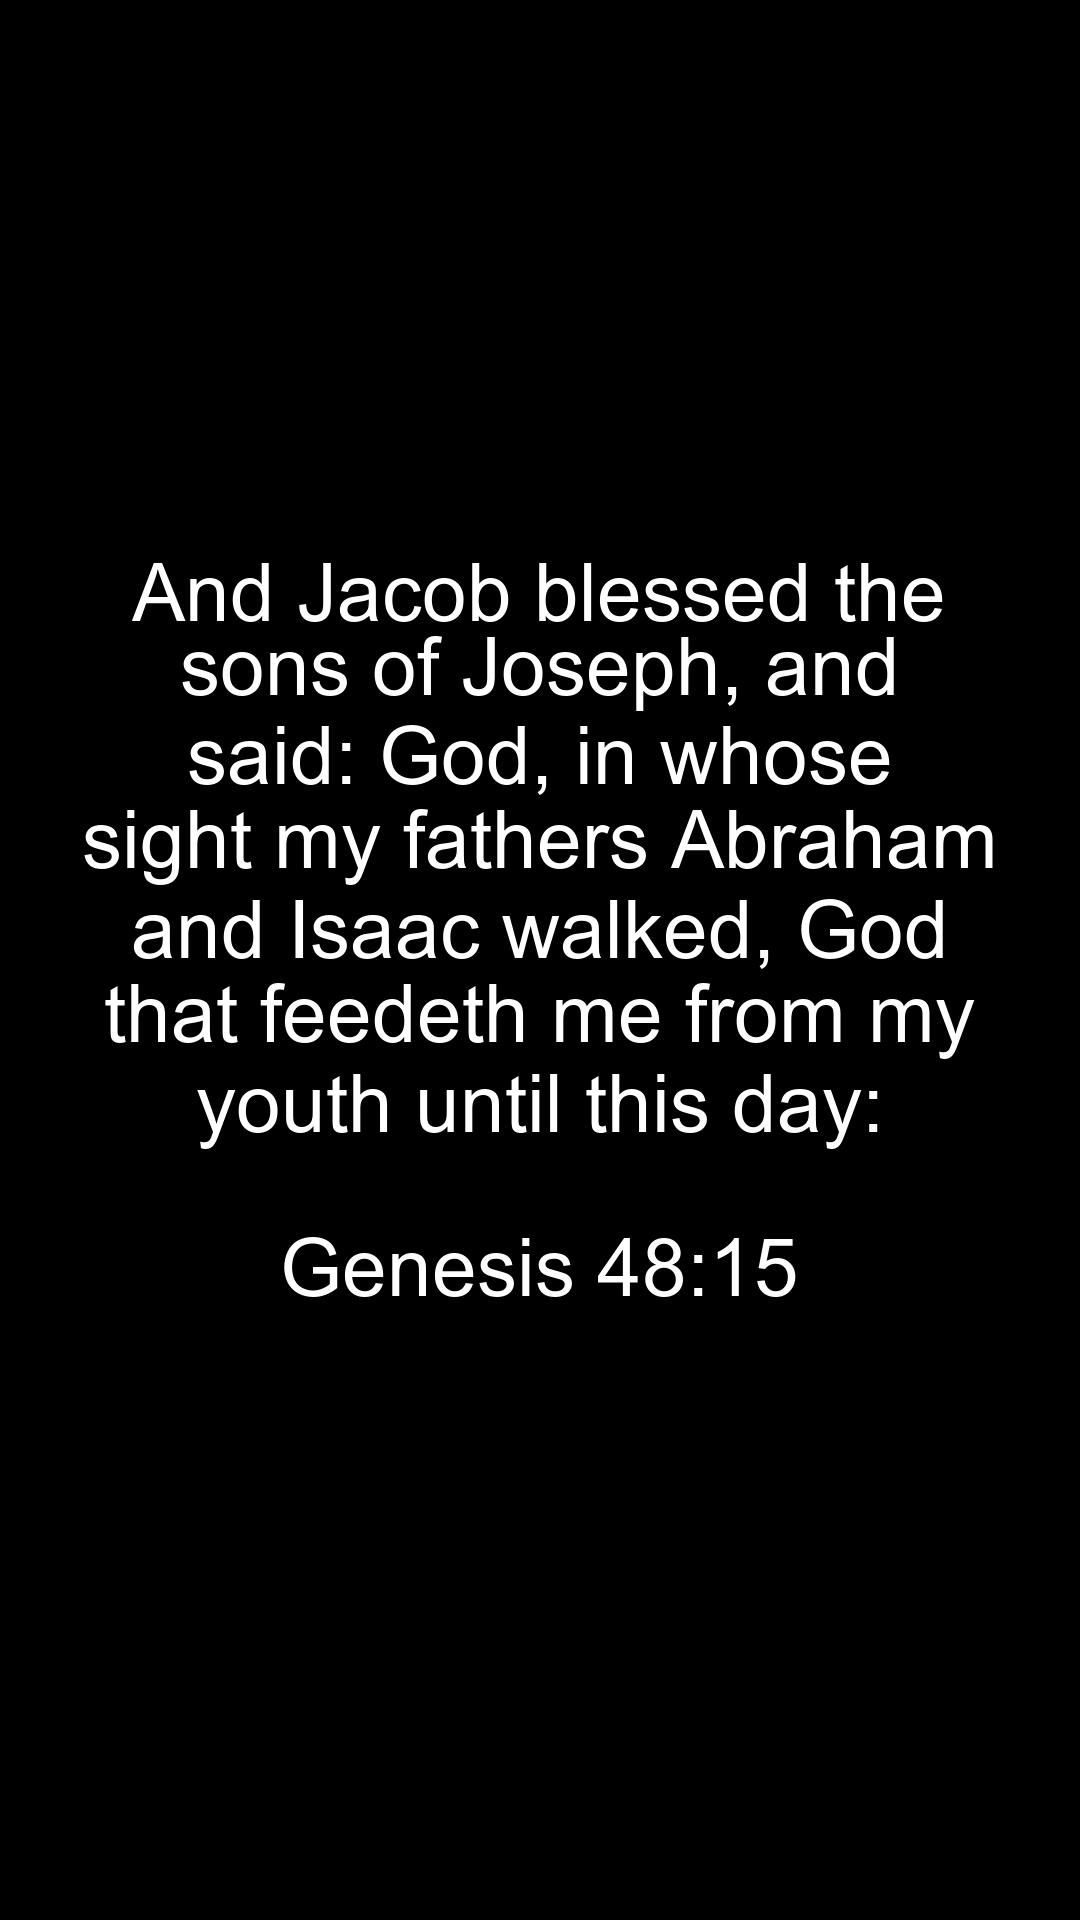 And Jacob blessed the
sons of Joseph, and
said: God, in whose
sight my fathers Abraham
and Isaac walked, God
that feedeth me from my
youth until this day:
Genesis 48:15